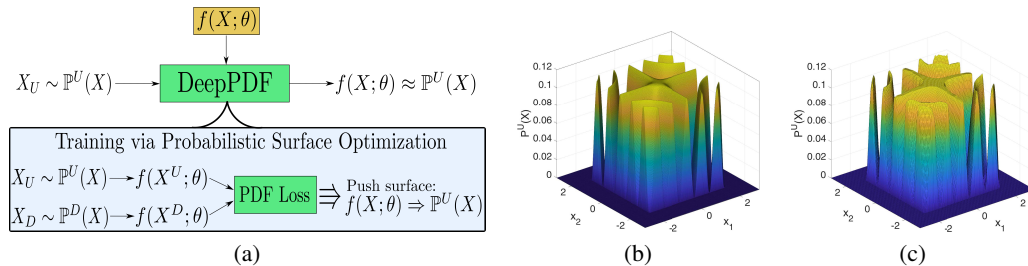 f(X; θ)
X_U ∼ ℙ^U(X) DeepPDF f(X; θ) ≈ ℙ^U(X)
Training via Probabilistic Surface Optimization
X_U ∼ ℙ^U(X) f(X^U; θ)
PDF Loss
Push surface:
f(X; θ) ⇒ ℙ^U(X)
X_D ∼ ℙ^D(X) f(X^D; θ)
(a)
0.12
0.1
0.08
0.06
0.04
0.02
0
P^U(X)
2
0
-2
x_2
-2
0
2
x_1
(b)
0.12
0.1
0.08
0.06
0.04
0.02
0
P^U(X)
2
0
-2
x_2
-2
0
2
x_1
(c)